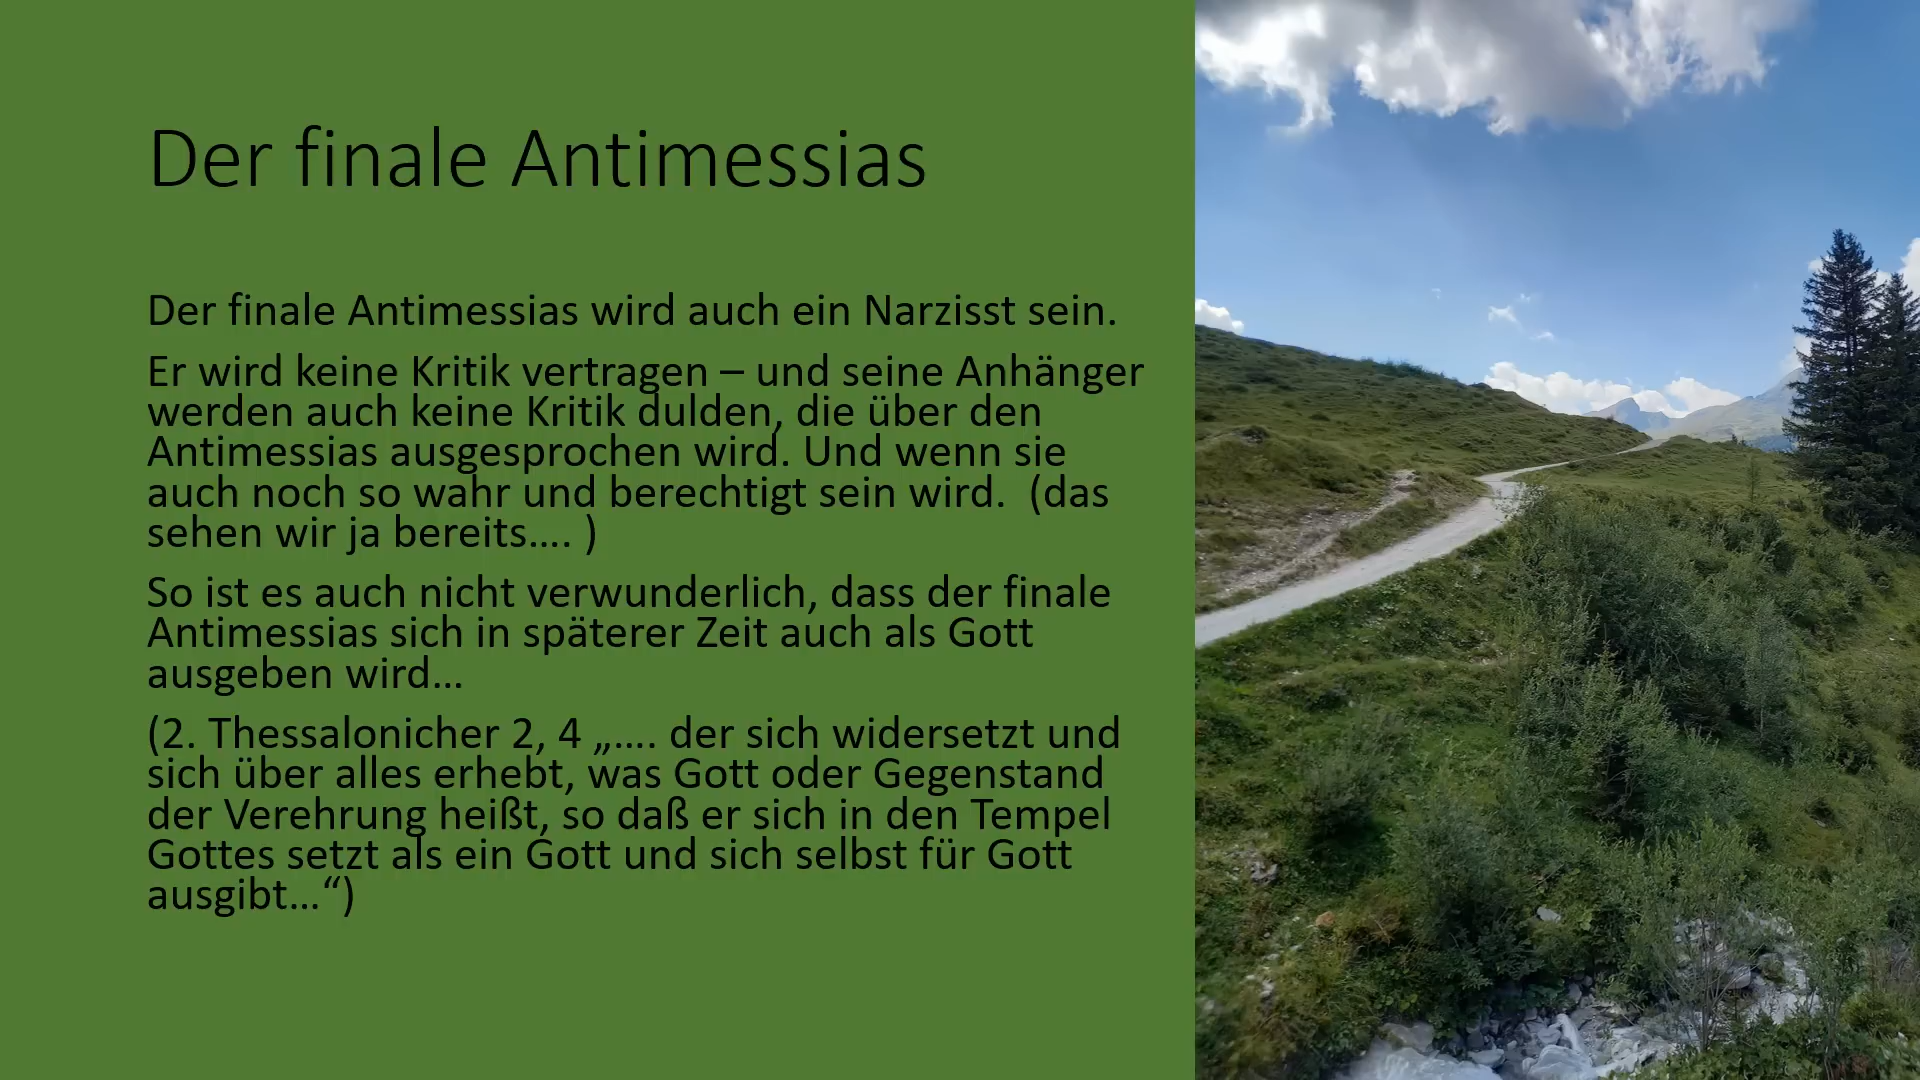 Der finale Antimessias
Der finale Antimessias wird auch ein Narzisst sein.
Er wird keine Kritik vertragen – und seine Anhänger
werden auch keine Kritik dulden, die über den
Antimessias ausgesprochen wird. Und wenn sie
auch noch so wahr und berechtigt sein wird.  (das
sehen wir ja bereits…. )
So ist es auch nicht verwunderlich, dass der finale
Antimessias sich in späterer Zeit auch als Gott
ausgeben wird…
(2. Thessalonicher 2, 4 „…. der sich widersetzt und
sich über alles erhebt, was Gott oder Gegenstand
der Verehrung heißt, so daß er sich in den Tempel
Gottes setzt als ein Gott und sich selbst für Gott
ausgibt…“)